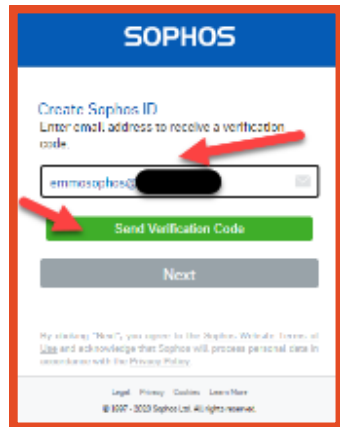 SOPHOS
Create Sophos ID
Enter email address to receive a verification
code.
emmosophos@
Send Verification Code
Next
By clicking "Next", you agree to the Sophos Website Terms of
Use and acknowledge that Sophos will process personal data in
accordance with the Privacy Policy.
Legal Privacy Cookies Learn More
© 1997 - 2020 Sophos Ltd. All rights reserved.